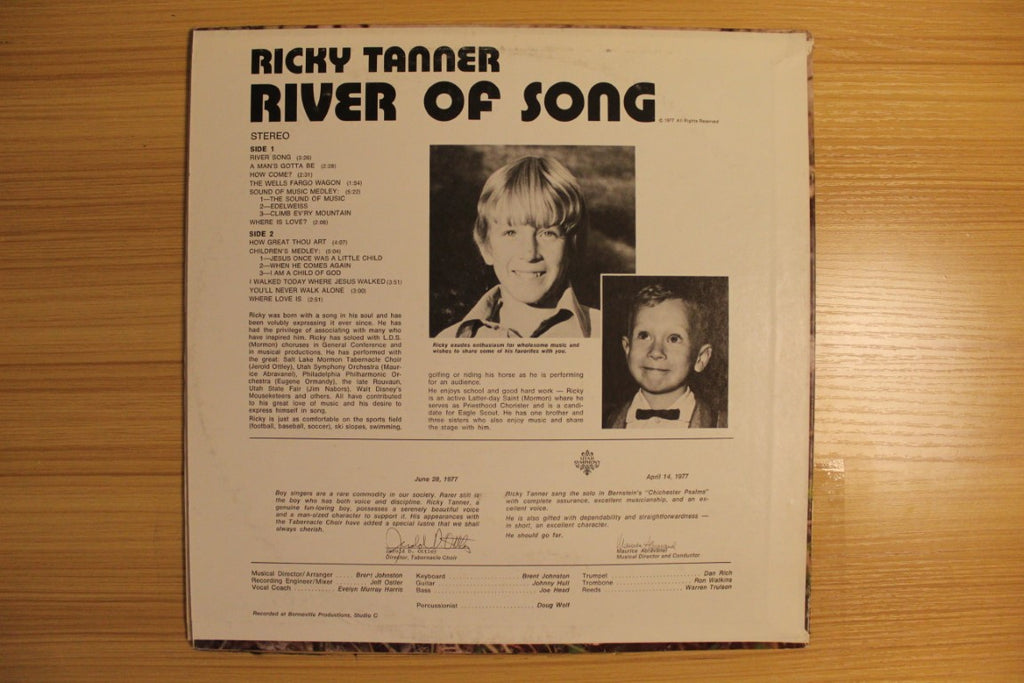 RICKY TANNER
RIVER OF SONG
© 1977 All Rights Reserved
STEREO
SIDE 1
RIVER SONG (3:26)
A MAN'S GOTTA BE (2:28)
HOW COME? (2:31)
THE WELLS FARGO WAGON (1:54)
SOUND OF MUSIC MEDLEY: (5:22)
1—THE SOUND OF MUSIC
2—EDELWEISS
3—CLIMB EV'RY MOUNTAIN
WHERE IS LOVE? (2:06)
SIDE 2
HOW GREAT THOU ART (4:07)
CHILDREN'S MEDLEY: (5:04)
1—JESUS ONCE WAS A LITTLE CHILD
2—WHEN HE COMES AGAIN
3—I AM A CHILD OF GOD
I WALKED TODAY WHERE JESUS WALKED (3:51)
YOU'LL NEVER WALK ALONE (3:00)
WHERE LOVE IS (2:51)
Ricky was born with a song in his soul and has
been volubly expressing it ever since. He has
had the privilege of associating with many who
have inspired him. Ricky has soloed with L.D.S.
(Mormon) choruses in General Conference and
in musical productions. He has performed with
the great: Salt Lake Mormon Tabernacle Choir
(Jerold Ottley), Utah Symphony Orchestra (Maur-
ice Abravanel), Philadelphia Philharmonic Or-
chestra (Eugene Ormandy), the late Rouvaun,
Utah State Fair (Jim Nabors), Walt Disney's
Mouseketeers and others. All have contributed
to his great love of music and his desire to
express himself in song.
Ricky is just as comfortable on the sports field
(football, baseball, soccer), ski slopes, swimming,
Ricky exudes enthusiasm for wholesome music and
wishes to share some of his favorites with you.
golfing or riding his horse as he is performing
for an audience.
He enjoys school and good hard work — Ricky
is an active Latter-day Saint (Mormon) where he
serves as Priesthood Chorister and is a candi-
date for Eagle Scout. He has one brother and
three sisters who also enjoy music and share
the stage with him.
June 28, 1977
Boy singers are a rare commodity in our society. Rarer still is
the boy who has both voice and discipline. Ricky Tanner, a
genuine fun-loving boy, possesses a serenely beautiful voice
and a man-sized character to support it. His appearances with
the Tabernacle Choir have added a special lustre that we shall
always cherish.
Jerold D. Ottley
Director, Tabernacle Choir
UTAH
SYMPHONY
April 14, 1977
Ricky Tanner sang the solo in Bernstein's "Chichester Psalms"
with complete assurance, excellent musicianship, and an ex-
cellent voice.
He is also gifted with dependability and straightforwardness —
in short, an excellent character.
He should go far.
Maurice Abravanel
Maurice Abravanel
Musical Director and Conductor
Musical Director/Arranger Brent Johnston
Recording Engineer/Mixer Jeff Ostler
Vocal Coach Evelyn Murray Harris
Keyboard Brent Johnston
Guitar Johnny Hull
Bass Joe Head
Percussionist Doug Wolf
Trumpet Dan Rich
Trombone Ron Watkins
Reeds Warren Trulson
Recorded at Bonneville Productions, Studio C